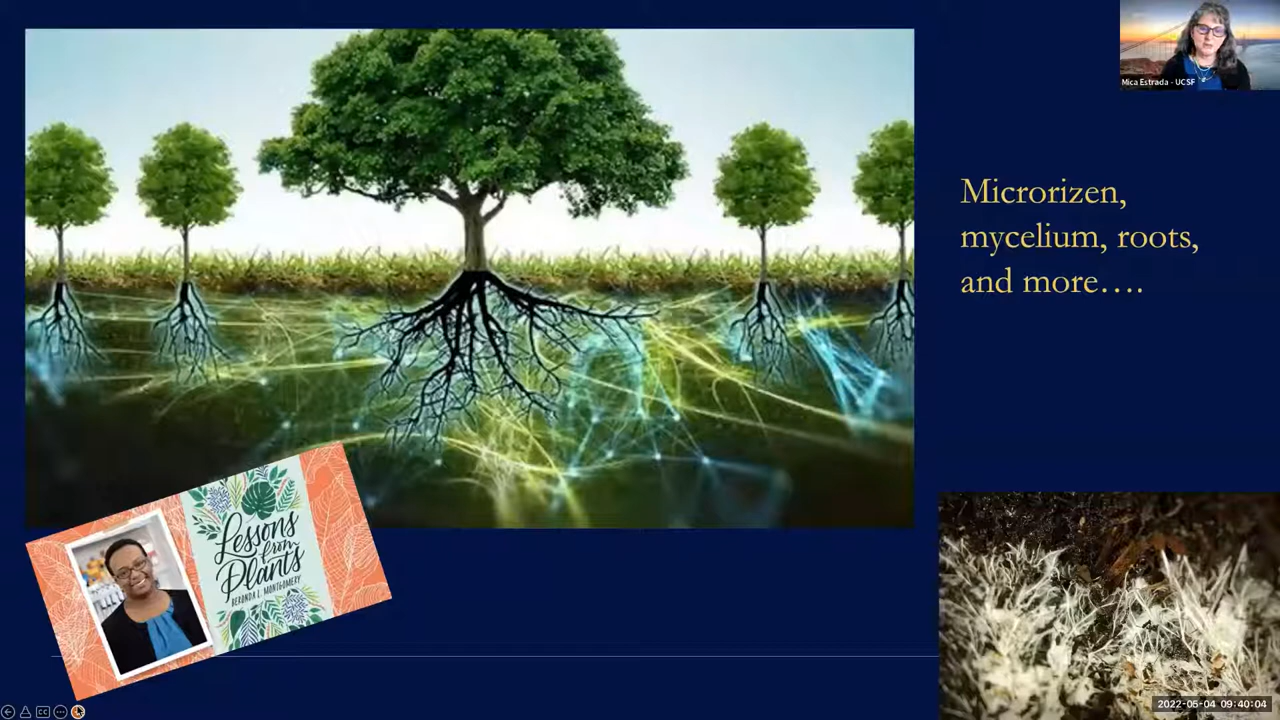 Mica Estrada - UCSF
Microrizen,
mycelium, roots,
and more....
Lessons
from
Plants
BERONDA L. MONTGOMERY
CC
2022-05-04 09:40:04